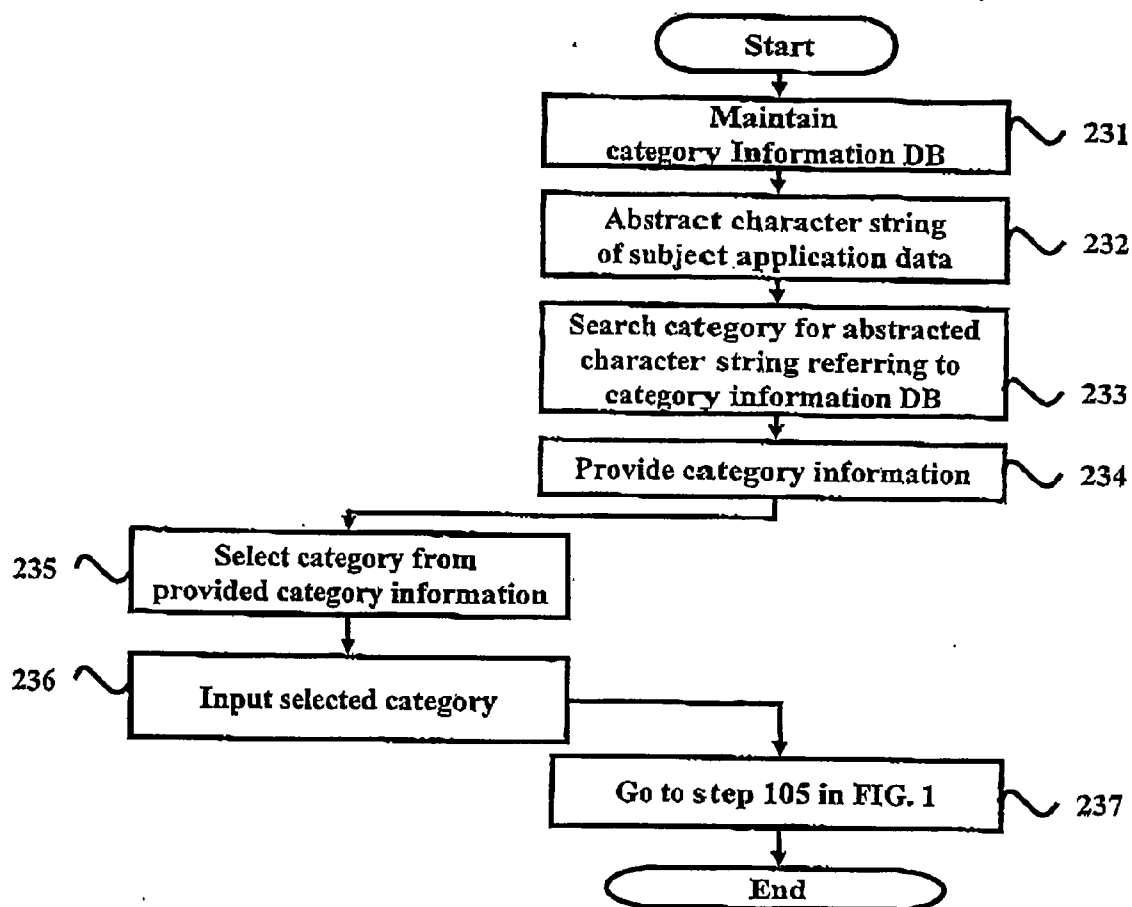 Start
Maintain
category Information DB
231
Abstract character string
of subject application data
232
Search category for abstracted
character string referring to
category information DB
233
Provide category information
234
235
Select category from
provided category information
236
Input selected category
Go to step 105 in FIG. 1
237
End